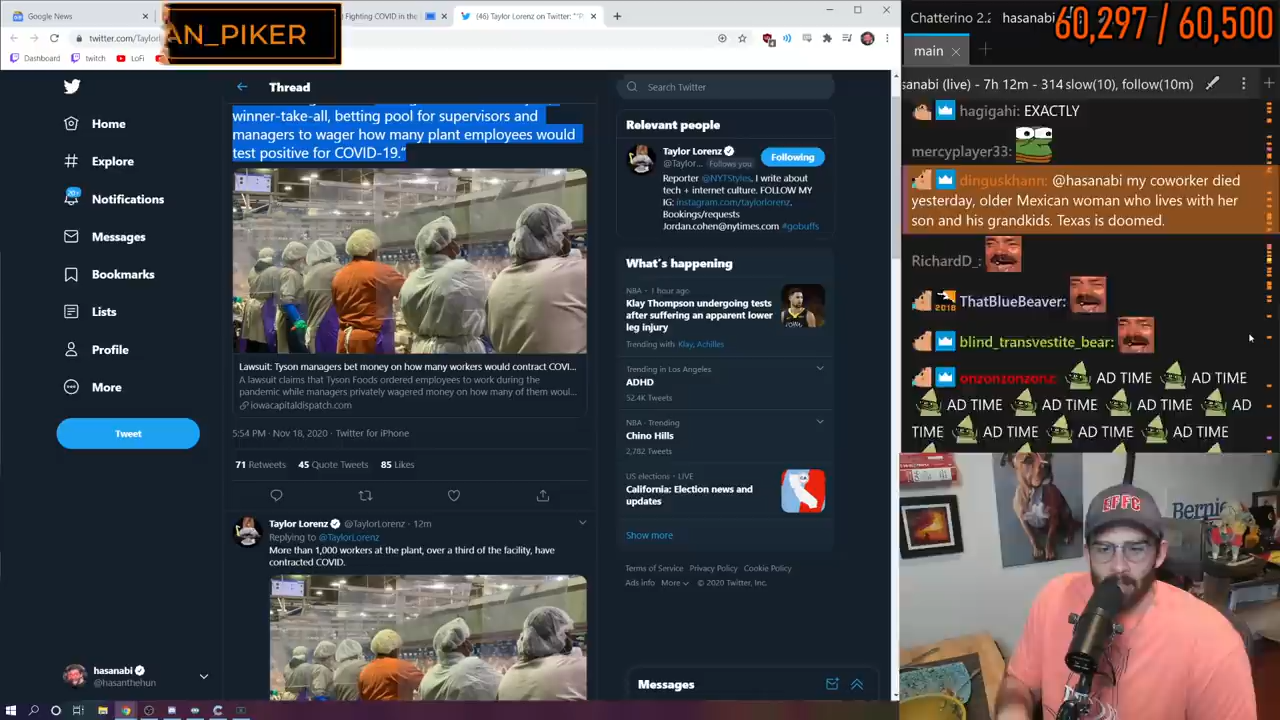 Google News
Fighting COVID in the
(46) Taylor Lorenz on Twitter: "'P
AN_PIKER
twitter.com/Taylor
Dashboard
twitch
LoFi
Thread
Search Twitter
Home
Explore
20+
Notifications
Messages
Bookmarks
Lists
Profile
More
Tweet
hasanabi
@hasanthehun
winner-take-all, betting pool for supervisors and
managers to wager how many plant employees would
test positive for COVID-19."
Lawsuit: Tyson managers bet money on how many workers would contract COVI...
A lawsuit claims that Tyson Foods ordered employees to work during the
pandemic while managers privately wagered money on how many of them woul...
iowacapitaldispatch.com
5:54 PM · Nov 18, 2020 · Twitter for iPhone
71 Retweets 45 Quote Tweets 85 Likes
Taylor Lorenz @TaylorLorenz · 12m
Replying to @TaylorLorenz
More than 1,000 workers at the plant, over a third of the facility, have
contracted COVID.
Relevant people
Taylor Lorenz
@Taylor... Follows you
Following
Reporter @NYTStyles. I write about
tech + internet culture. FOLLOW MY
IG: instagram.com/taylorlorenz.
Bookings/requests
Jordan.cohen@nytimes.com #gobuffs
What's happening
NBA · 1 hour ago
Klay Thompson undergoing tests
after suffering an apparent lower
leg injury
Trending with Klay, Achilles
Trending in Los Angeles
ADHD
52.4K Tweets
NBA · Trending
Chino Hills
2,782 Tweets
US elections · LIVE
California: Election news and
updates
Show more
Terms of Service Privacy Policy Cookie Policy
Ads info More © 2020 Twitter, Inc.
Messages
Chatterino 2.
hasanabi
60,297 / 60,500
main
sanabi (live) - 7h 12m - 314 slow(10), follow(10m)
hagigahi: EXACTLY
mercyplayer33:
dinguskhann: @hasanabi my coworker died
yesterday, older Mexican woman who lives with her
son and his grandkids. Texas is doomed.
RichardD_:
2018 ThatBlueBeaver:
blind_transvestite_bear:
onzonzonzonz: AD TIME AD TIME
AD TIME AD TIME AD
TIME AD TIME AD TIME
EFFC
Bernie